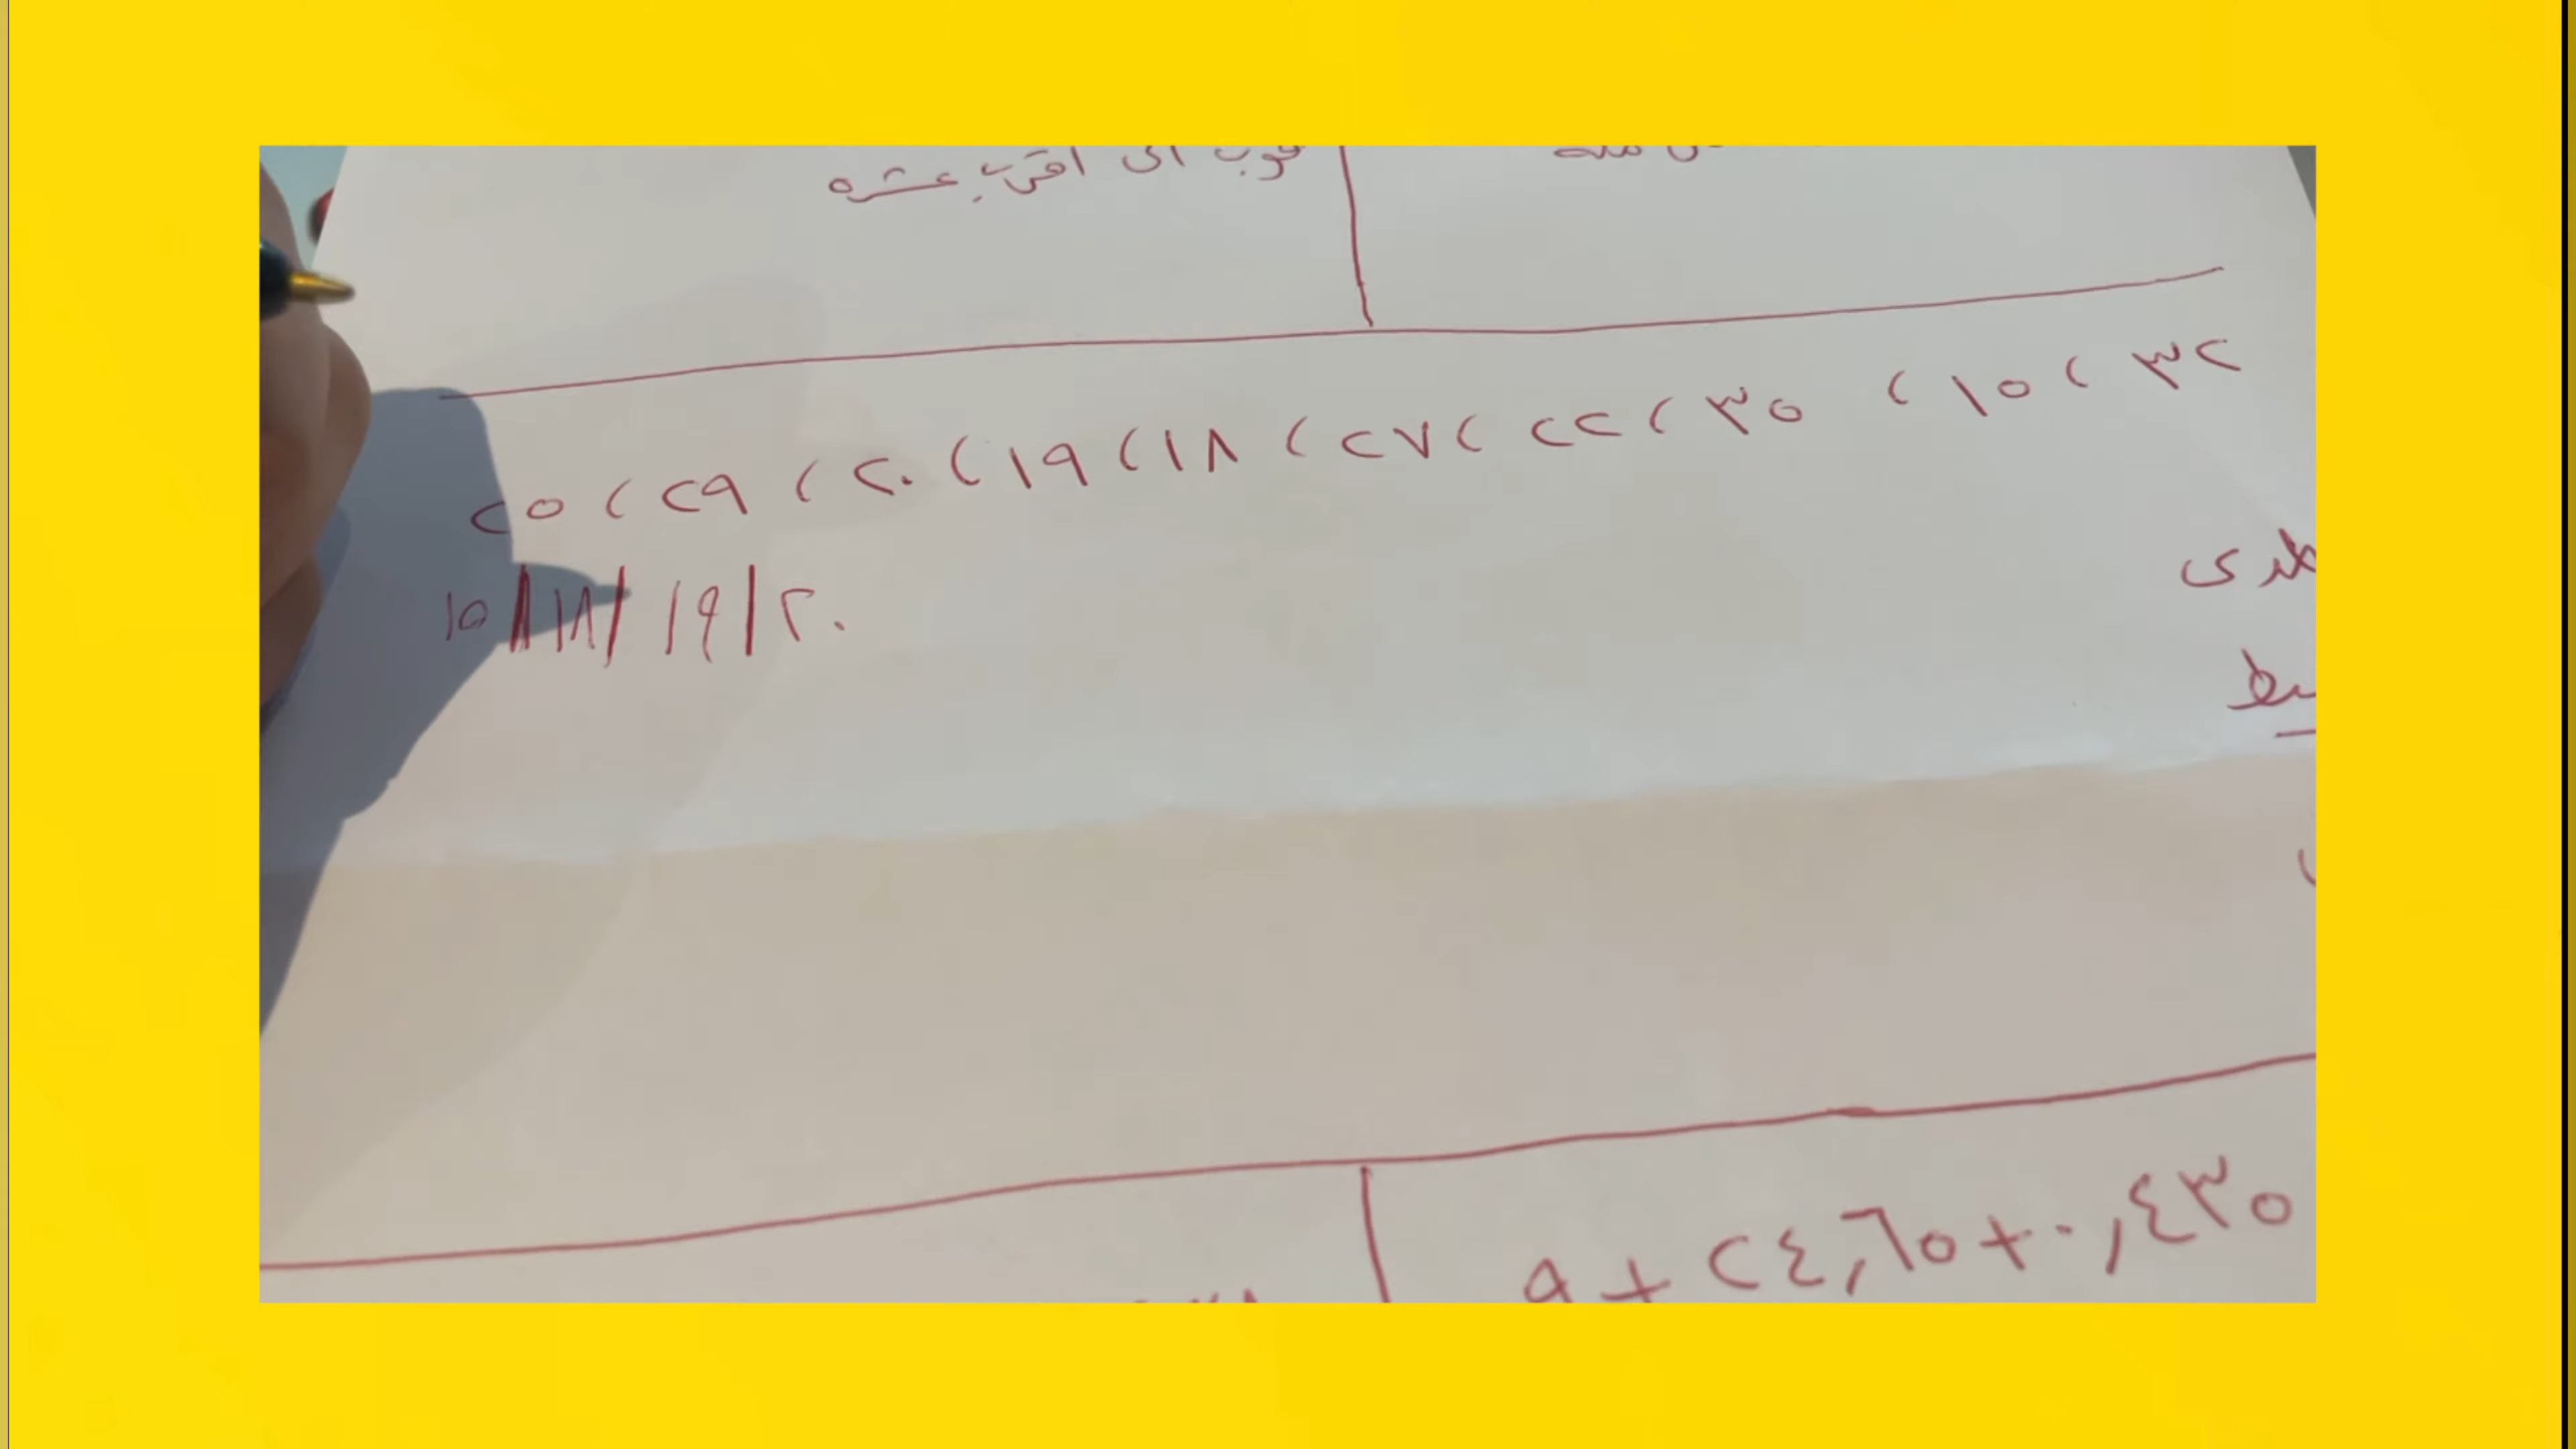 قرب الى اقرب عشره
٢٥ ، ٢٩ ، ٢٠ ، ١٩ ، ١٨ ، ٢٧ ، ٢٢ ، ٣٥ ، ١٥ ، ٣٢
١٥ / ١٨ / ١٩ / ٢٠
٩ + ٢٤,٦٥ + ٠,٤٣٥